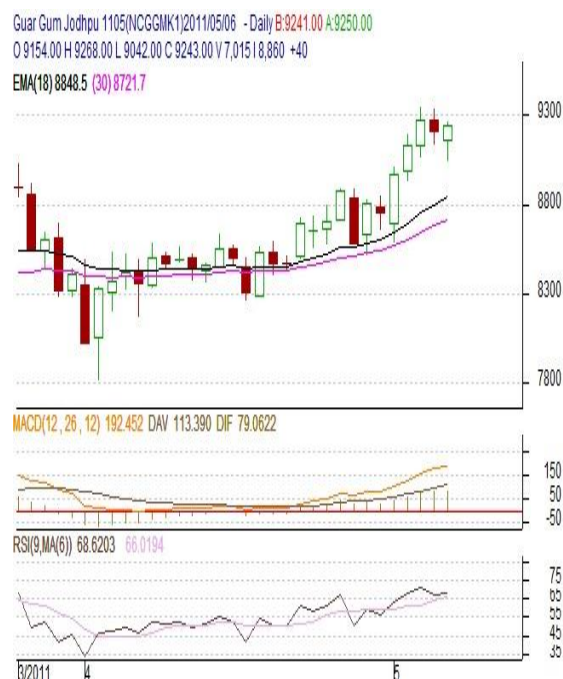 Guar Gum Jodhpu 1105(NCGGMK1)2011/05/06 - Daily B:9241.00 A:9250.00
O 9154.00 H 9268.00 L 9042.00 C 9243.00 V 7,015 I 8,860 +40
EMA(18) 8848.5 (30) 8721.7
9300
8800
8300
7800
MACD(12 , 26 , 12) 192.452 DAV 113.390 DIF 79.0622
150
50
-50
RSI(9,MA(6)) 68.6203 66.0194
75
65
55
45
35
3/2011 4 5